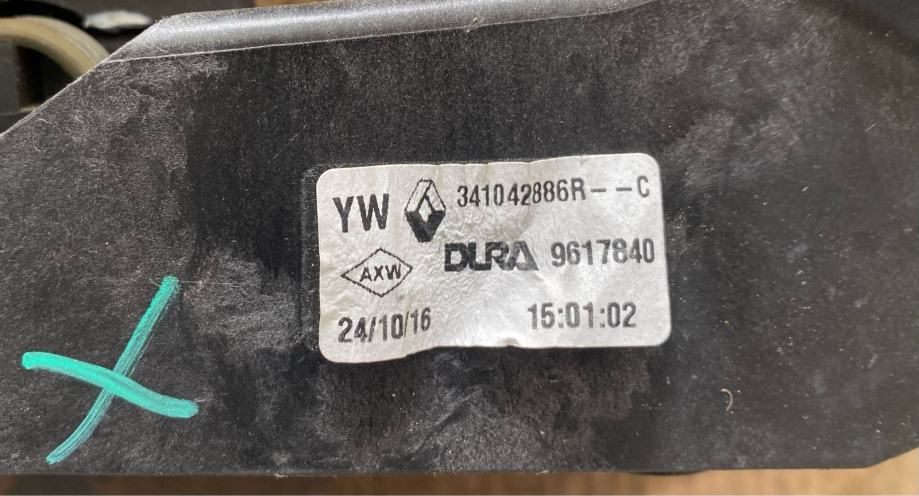 YW 341042886R--C
AXW DURA 9617840
24/10/16 15:01:02